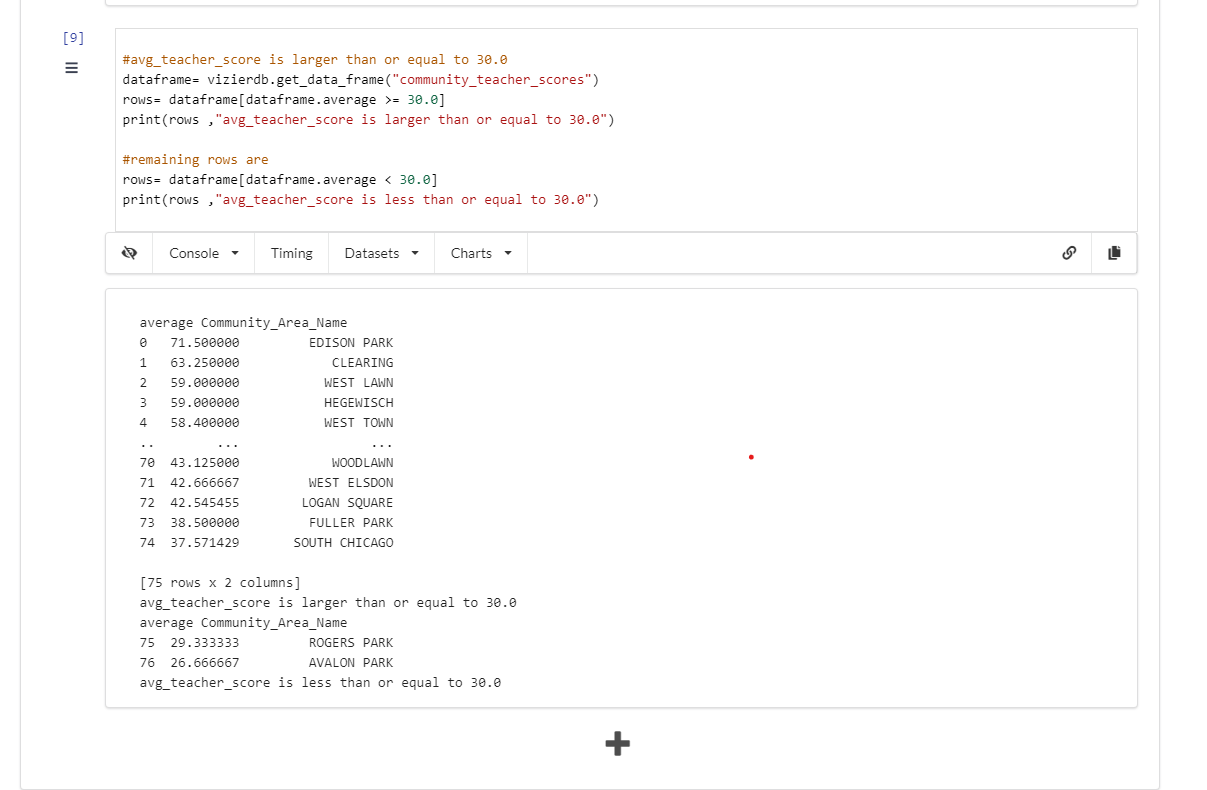 [9]
#avg_teacher_score is larger than or equal to 30.0
dataframe= vizierdb.get_data_frame("community_teacher_scores")
rows= dataframe[dataframe.average >= 30.0]
print(rows ,"avg_teacher_score is larger than or equal to 30.0")
#remaining rows are
rows= dataframe[dataframe.average < 30.0]
print(rows ,"avg_teacher_score is less than or equal to 30.0")
Console Timing Datasets Charts
average Community_Area_Name
0 71.500000 EDISON PARK
1 63.250000 CLEARING
2 59.000000 WEST LAWN
3 59.000000 HEGEWISCH
4 58.400000 WEST TOWN
.. ... ...
70 43.125000 WOODLAWN
71 42.666667 WEST ELSDON
72 42.545455 LOGAN SQUARE
73 38.500000 FULLER PARK
74 37.571429 SOUTH CHICAGO
[75 rows x 2 columns]
avg_teacher_score is larger than or equal to 30.0
average Community_Area_Name
75 29.333333 ROGERS PARK
76 26.666667 AVALON PARK
avg_teacher_score is less than or equal to 30.0